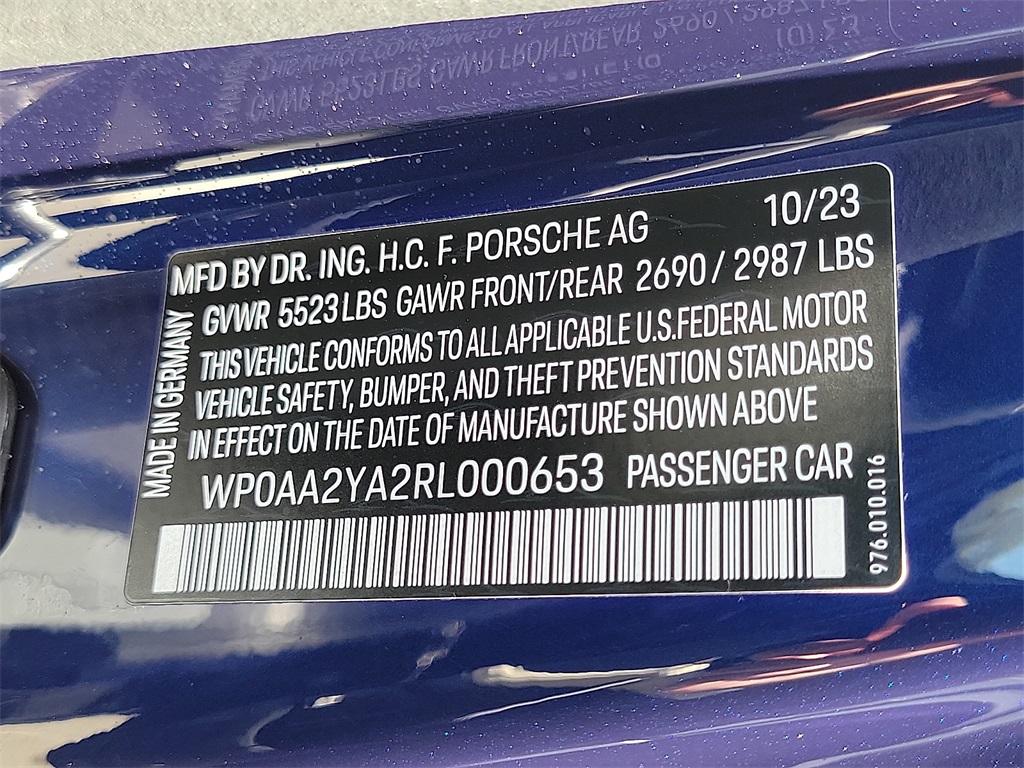 MFD BY DR. ING. H.C. F. PORSCHE AG 10/23
GVWR 5523 LBS GAWR FRONT/REAR 2690 / 2987 LBS
THIS VEHICLE CONFORMS TO ALL APPLICABLE U.S.FEDERAL MOTOR
VEHICLE SAFETY, BUMPER, AND THEFT PREVENTION STANDARDS
IN EFFECT ON THE DATE OF MANUFACTURE SHOWN ABOVE
WP0AA2YA2RL000653 PASSENGER CAR
MADE IN GERMANY
976.010.016